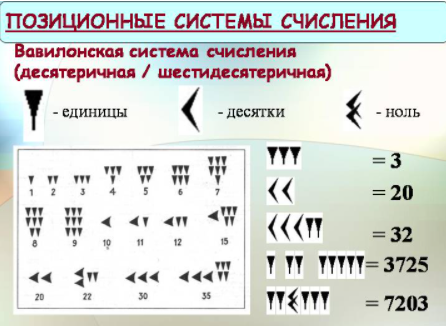 ПОЗИЦИОННЫЕ СИСТЕМЫ СЧИСЛЕНИЯ
Вавилонская система счисления
(десятеричная / шестидесятеричная)
- единицы - десятки - ноль
1 2 3 4 5 6 7
8 9 10 11 12 15
20 22 30 35
= 3
= 20
= 32
= 3725
= 7203